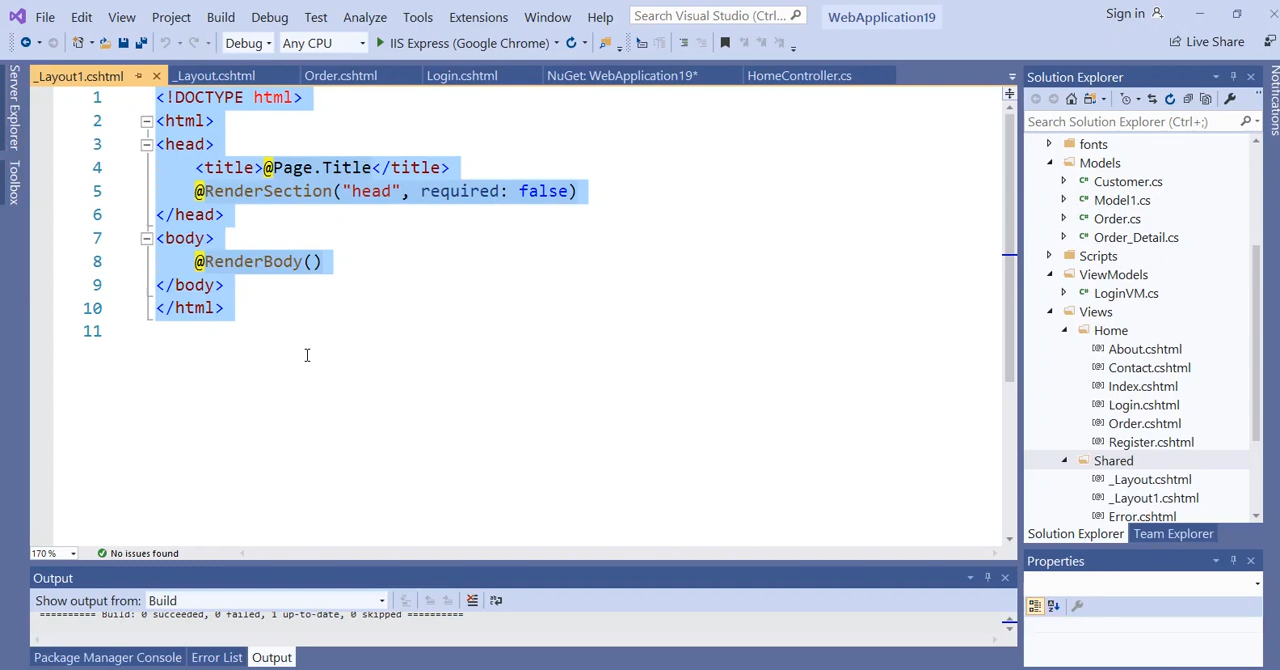 File Edit View Project Build Debug Test Analyze Tools Extensions Window Help Search Visual Studio (Ctrl... WebApplication19 Sign in
Debug Any CPU IIS Express (Google Chrome) Live Share
_Layout1.cshtml _Layout.cshtml Order.cshtml Login.cshtml NuGet: WebApplication19* HomeController.cs
Server Explorer
Toolbox
1 <!DOCTYPE html>
2 <html>
3 <head>
4 <title>@Page.Title</title>
5 @RenderSection("head", required: false)
6 </head>
7 <body>
8 @RenderBody()
9 </body>
10 </html>
11
170 % No issues found
Output
Show output from: Build
========== Build: 0 succeeded, 0 failed, 1 up-to-date, 0 skipped ==========
Package Manager Console Error List Output
Solution Explorer
Search Solution Explorer (Ctrl+;)
fonts
Models
C# Customer.cs
C# Model1.cs
C# Order.cs
C# Order_Detail.cs
Scripts
ViewModels
C# LoginVM.cs
Views
Home
About.cshtml
Contact.cshtml
Index.cshtml
Login.cshtml
Order.cshtml
Register.cshtml
Shared
_Layout.cshtml
_Layout1.cshtml
Error.cshtml
Solution Explorer Team Explorer
Properties
Notifications